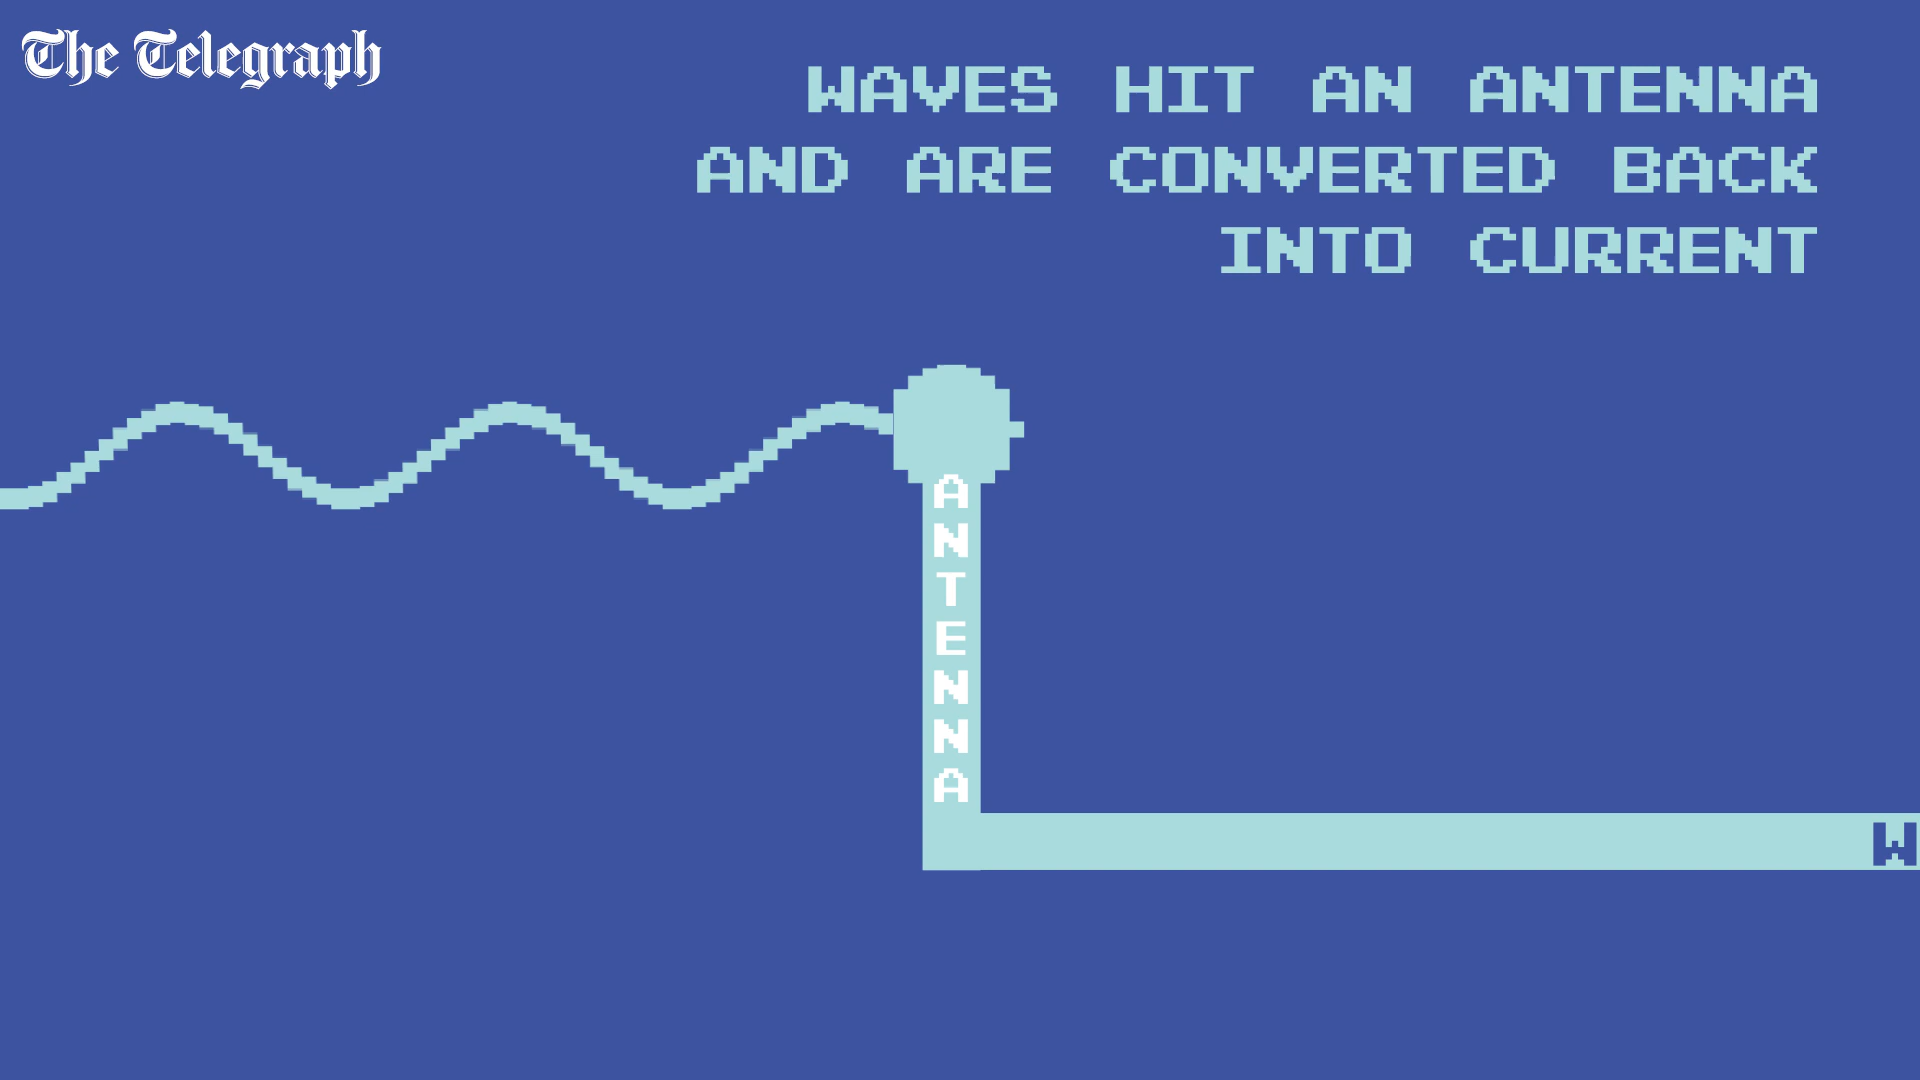 The Telegraph
WAVES HIT AN ANTENNA
AND ARE CONVERTED BACK
INTO CURRENT
ANTENNA
W